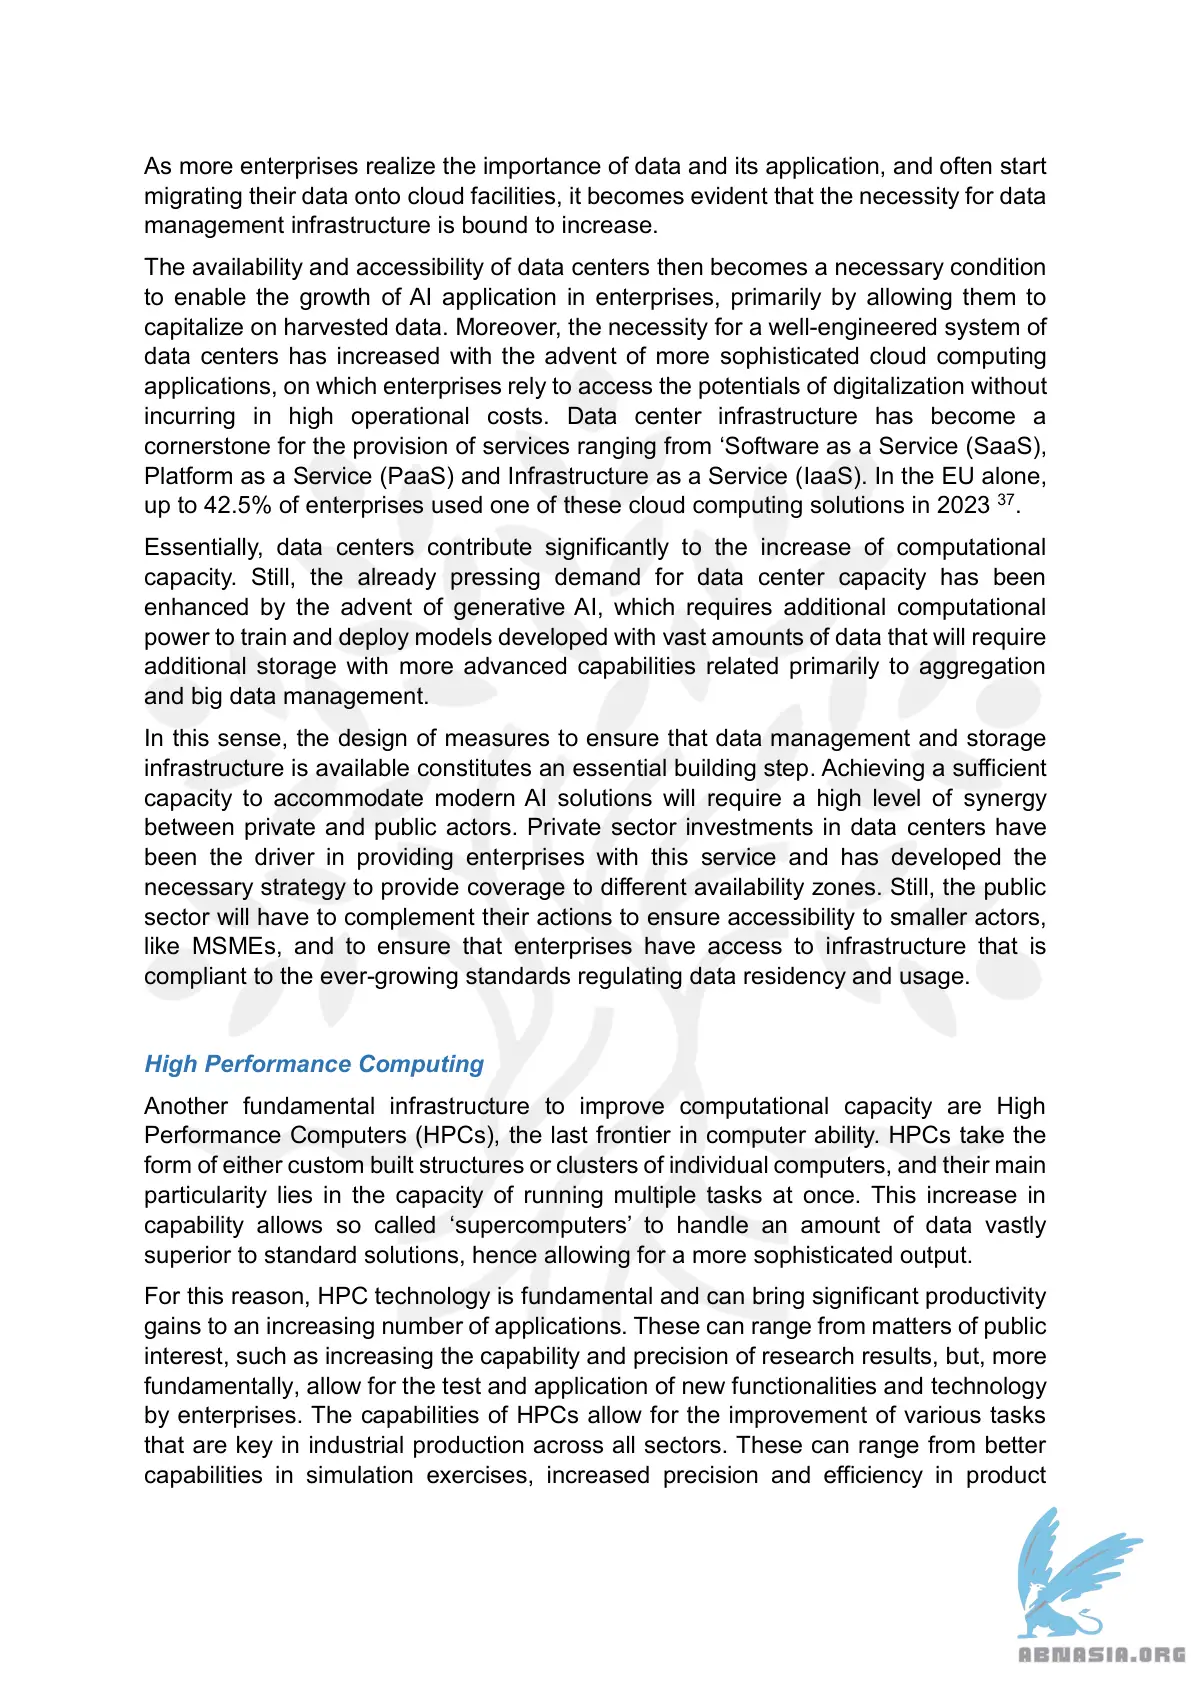 As more enterprises realize the importance of data and its application, and often start
migrating their data onto cloud facilities, it becomes evident that the necessity for data
management infrastructure is bound to increase.
The availability and accessibility of data centers then becomes a necessary condition
to enable the growth of AI application in enterprises, primarily by allowing them to
capitalize on harvested data. Moreover, the necessity for a well-engineered system of
data centers has increased with the advent of more sophisticated cloud computing
applications, on which enterprises rely to access the potentials of digitalization without
incurring in high operational costs. Data center infrastructure has become a
cornerstone for the provision of services ranging from ‘Software as a Service (SaaS),
Platform as a Service (PaaS) and Infrastructure as a Service (IaaS). In the EU alone,
up to 42.5% of enterprises used one of these cloud computing solutions in 2023 37.
Essentially, data centers contribute significantly to the increase of computational
capacity. Still, the already pressing demand for data center capacity has been
enhanced by the advent of generative AI, which requires additional computational
power to train and deploy models developed with vast amounts of data that will require
additional storage with more advanced capabilities related primarily to aggregation
and big data management.
In this sense, the design of measures to ensure that data management and storage
infrastructure is available constitutes an essential building step. Achieving a sufficient
capacity to accommodate modern AI solutions will require a high level of synergy
between private and public actors. Private sector investments in data centers have
been the driver in providing enterprises with this service and has developed the
necessary strategy to provide coverage to different availability zones. Still, the public
sector will have to complement their actions to ensure accessibility to smaller actors,
like MSMEs, and to ensure that enterprises have access to infrastructure that is
compliant to the ever-growing standards regulating data residency and usage.
High Performance Computing
Another fundamental infrastructure to improve computational capacity are High
Performance Computers (HPCs), the last frontier in computer ability. HPCs take the
form of either custom built structures or clusters of individual computers, and their main
particularity lies in the capacity of running multiple tasks at once. This increase in
capability allows so called ‘supercomputers’ to handle an amount of data vastly
superior to standard solutions, hence allowing for a more sophisticated output.
For this reason, HPC technology is fundamental and can bring significant productivity
gains to an increasing number of applications. These can range from matters of public
interest, such as increasing the capability and precision of research results, but, more
fundamentally, allow for the test and application of new functionalities and technology
by enterprises. The capabilities of HPCs allow for the improvement of various tasks
that are key in industrial production across all sectors. These can range from better
capabilities in simulation exercises, increased precision and efficiency in product
ABNASIA.ORG